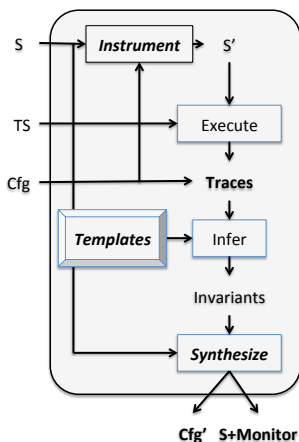 S Instrument S'
TS Execute
Cfg Traces
Templates Infer
Invariants
Synthesize
Cfg' S+Monitor